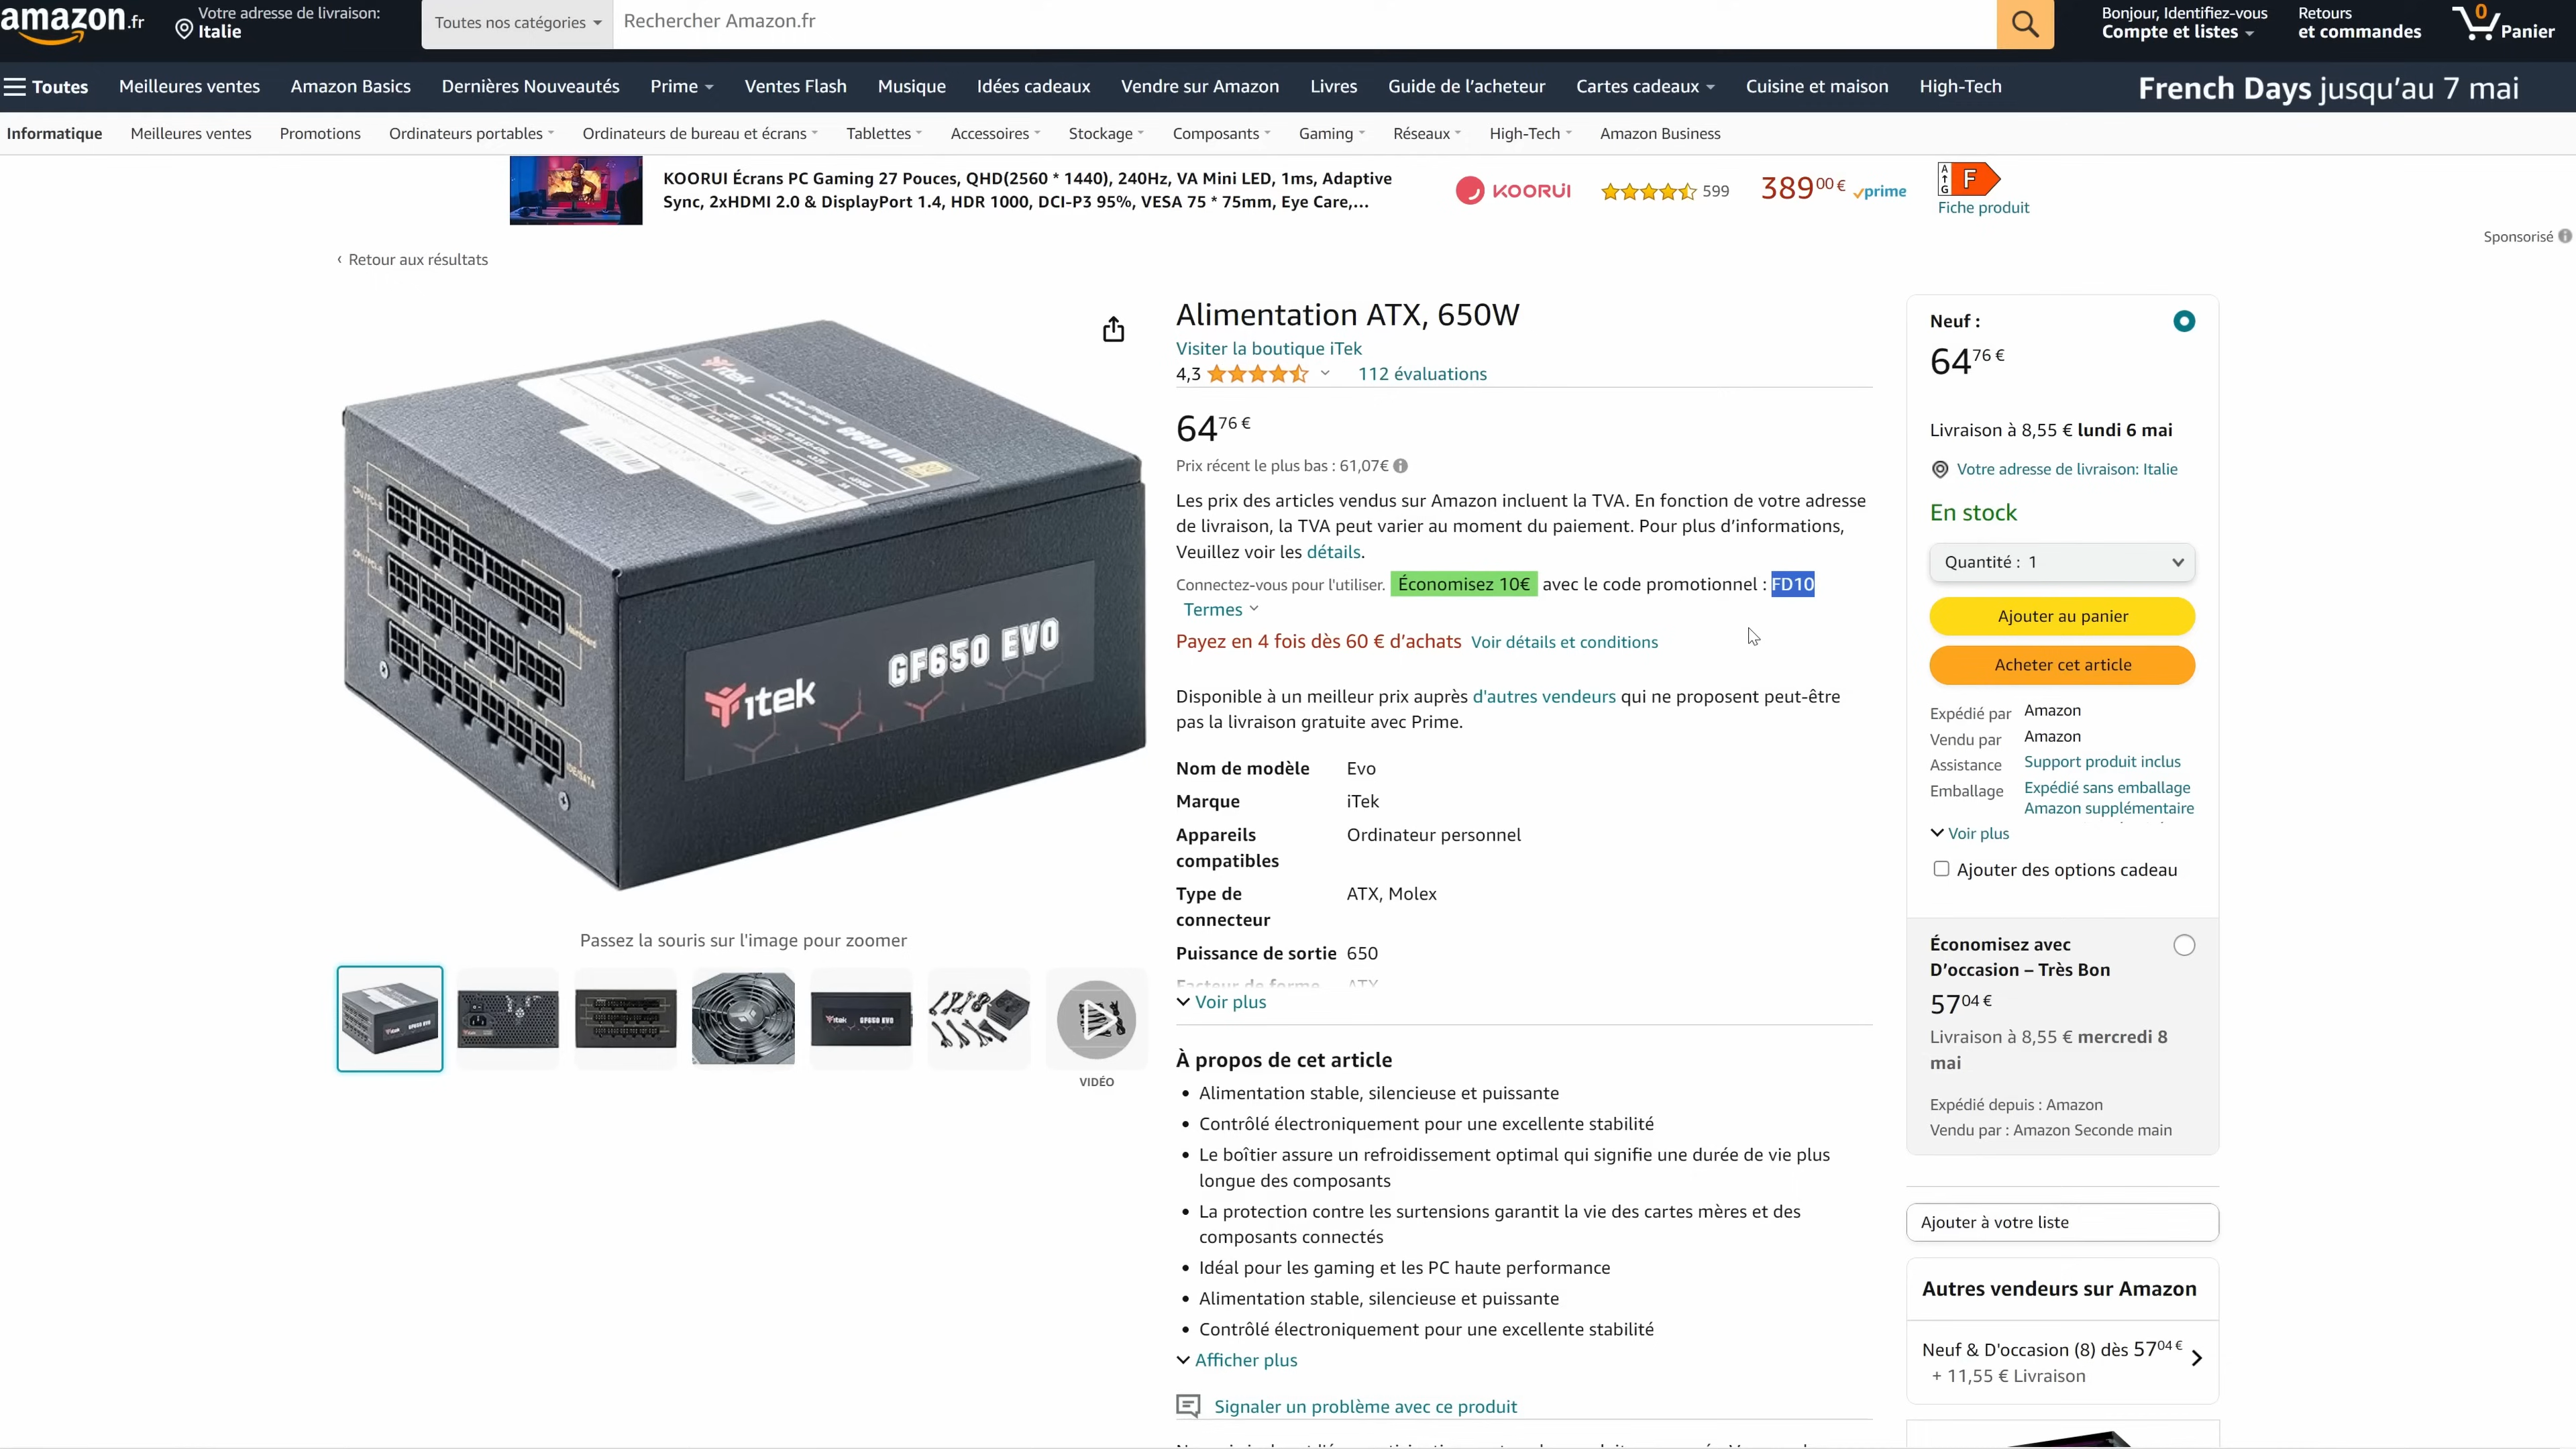 amazon.fr
Votre adresse de livraison:
Italie
Toutes nos catégories
Rechercher Amazon.fr
Bonjour, Identifiez-vous
Compte et listes
Retours
et commandes
0
Panier
Toutes
Meilleures ventes
Amazon Basics
Dernières Nouveautés
Prime
Ventes Flash
Musique
Idées cadeaux
Vendre sur Amazon
Livres
Guide de l’acheteur
Cartes cadeaux
Cuisine et maison
High-Tech
French Days jusqu’au 7 mai
Informatique
Meilleures ventes
Promotions
Ordinateurs portables
Ordinateurs de bureau et écrans
Tablettes
Accessoires
Stockage
Composants
Gaming
Réseaux
High-Tech
Amazon Business
KOORUI Écrans PC Gaming 27 Pouces, QHD(2560 * 1440), 240Hz, VA Mini LED, 1ms, Adaptive
Sync, 2xHDMI 2.0 & DisplayPort 1.4, HDR 1000, DCI-P3 95%, VESA 75 * 75mm, Eye Care,...
KOORUI
599
389,00 €
prime
A
G
F
Fiche produit
Sponsorisé
‹ Retour aux résultats
itek
GF650 EVO
itek
GF650 EVO
Passez la souris sur l'image pour zoomer
itek GF650 EVO
VIDÉO
Alimentation ATX, 650W
Visiter la boutique iTek
4,3
112 évaluations
64,76 €
Prix récent le plus bas : 61,07€
Les prix des articles vendus sur Amazon incluent la TVA. En fonction de votre adresse
de livraison, la TVA peut varier au moment du paiement. Pour plus d’informations,
Veuillez voir les détails.
Connectez-vous pour l'utiliser. Économisez 10€ avec le code promotionnel : FD10
Termes
Payez en 4 fois dès 60 € d’achats Voir détails et conditions
Disponible à un meilleur prix auprès d'autres vendeurs qui ne proposent peut-être
pas la livraison gratuite avec Prime.
Nom de modèle Evo
Marque iTek
Appareils
compatibles
Ordinateur personnel
Type de
connecteur
ATX, Molex
Puissance de sortie 650
Facteur de forme ATX
Voir plus
À propos de cet article
• Alimentation stable, silencieuse et puissante
• Contrôlé électroniquement pour une excellente stabilité
• Le boîtier assure un refroidissement optimal qui signifie une durée de vie plus
longue des composants
• La protection contre les surtensions garantit la vie des cartes mères et des
composants connectés
• Idéal pour les gaming et les PC haute performance
• Alimentation stable, silencieuse et puissante
• Contrôlé électroniquement pour une excellente stabilité
Afficher plus
Signaler un problème avec ce produit
Neuf :
64,76 €
Livraison à 8,55 € lundi 6 mai
Votre adresse de livraison: Italie
En stock
Quantité : 1
Ajouter au panier
Acheter cet article
Expédié par Amazon
Vendu par Amazon
Assistance Support produit inclus
Emballage Expédié sans emballage
Amazon supplémentaire
Voir plus
Ajouter des options cadeau
Économisez avec
D’occasion – Très Bon
57,04 €
Livraison à 8,55 € mercredi 8
mai
Expédié depuis : Amazon
Vendu par : Amazon Seconde main
Ajouter à votre liste
Autres vendeurs sur Amazon
Neuf & D'occasion (8) dès 57,04 €
+ 11,55 € Livraison